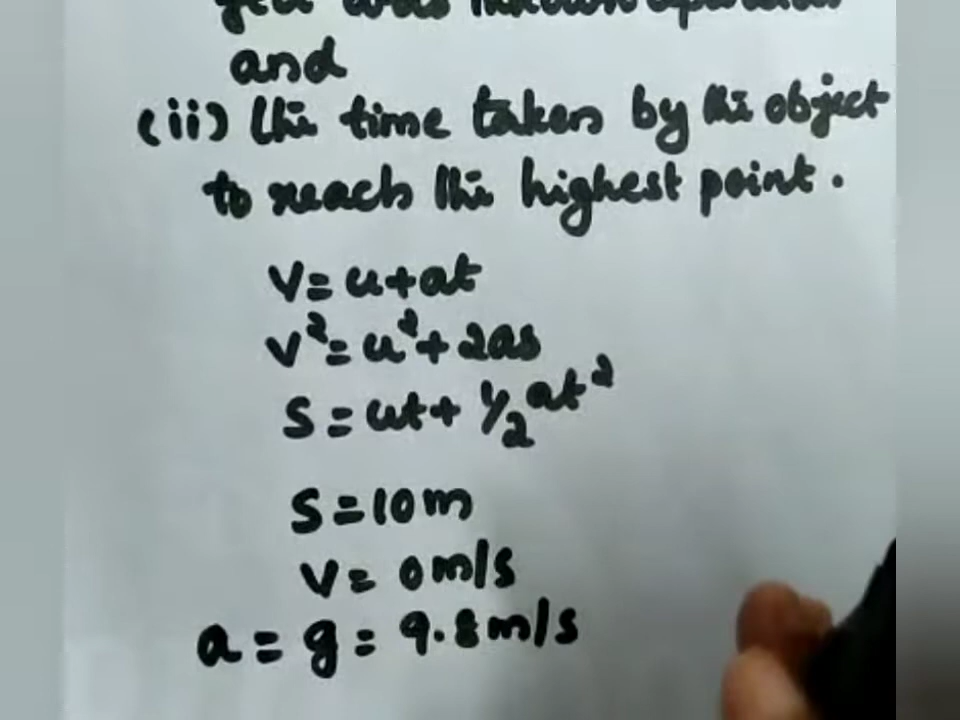 and
(ii) the time taken by the object
to reach the highest point.
V=u+at
V²=u²+2as
S=ut+1/2at²
S=10m
V=0m/s
a=g=9.8m/s